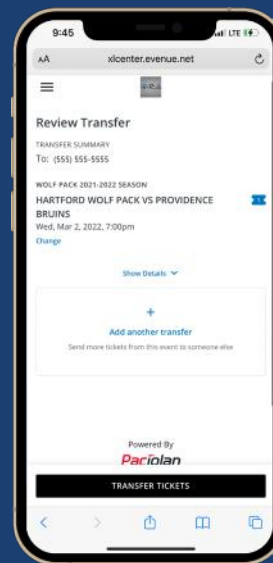 9:45
LTE
AA
xlcenter.evenue.net
Review Transfer
TRANSFER SUMMARY
To: (555) 555-5555
WOLF PACK 2021-2022 SEASON
HARTFORD WOLF PACK VS PROVIDENCE
BRUINS
Wed, Mar 2, 2022, 7:00pm
Change
Show Details
+
Add another transfer
Send more tickets from this event to someone else
Powered By
Paciolan
TRANSFER TICKETS